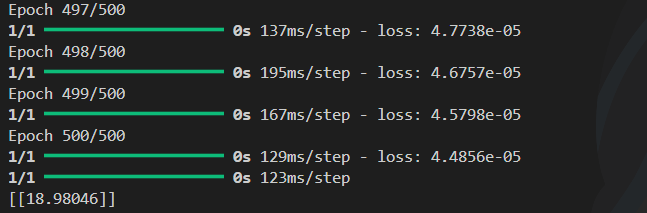 Epoch 497/500
1/1 ━━━━━━━━━━━━━━━━━━━━ 0s 137ms/step - loss: 4.7738e-05
Epoch 498/500
1/1 ━━━━━━━━━━━━━━━━━━━━ 0s 195ms/step - loss: 4.6757e-05
Epoch 499/500
1/1 ━━━━━━━━━━━━━━━━━━━━ 0s 167ms/step - loss: 4.5798e-05
Epoch 500/500
1/1 ━━━━━━━━━━━━━━━━━━━━ 0s 129ms/step - loss: 4.4856e-05
1/1 ━━━━━━━━━━━━━━━━━━━━ 0s 123ms/step
[[18.98046]]